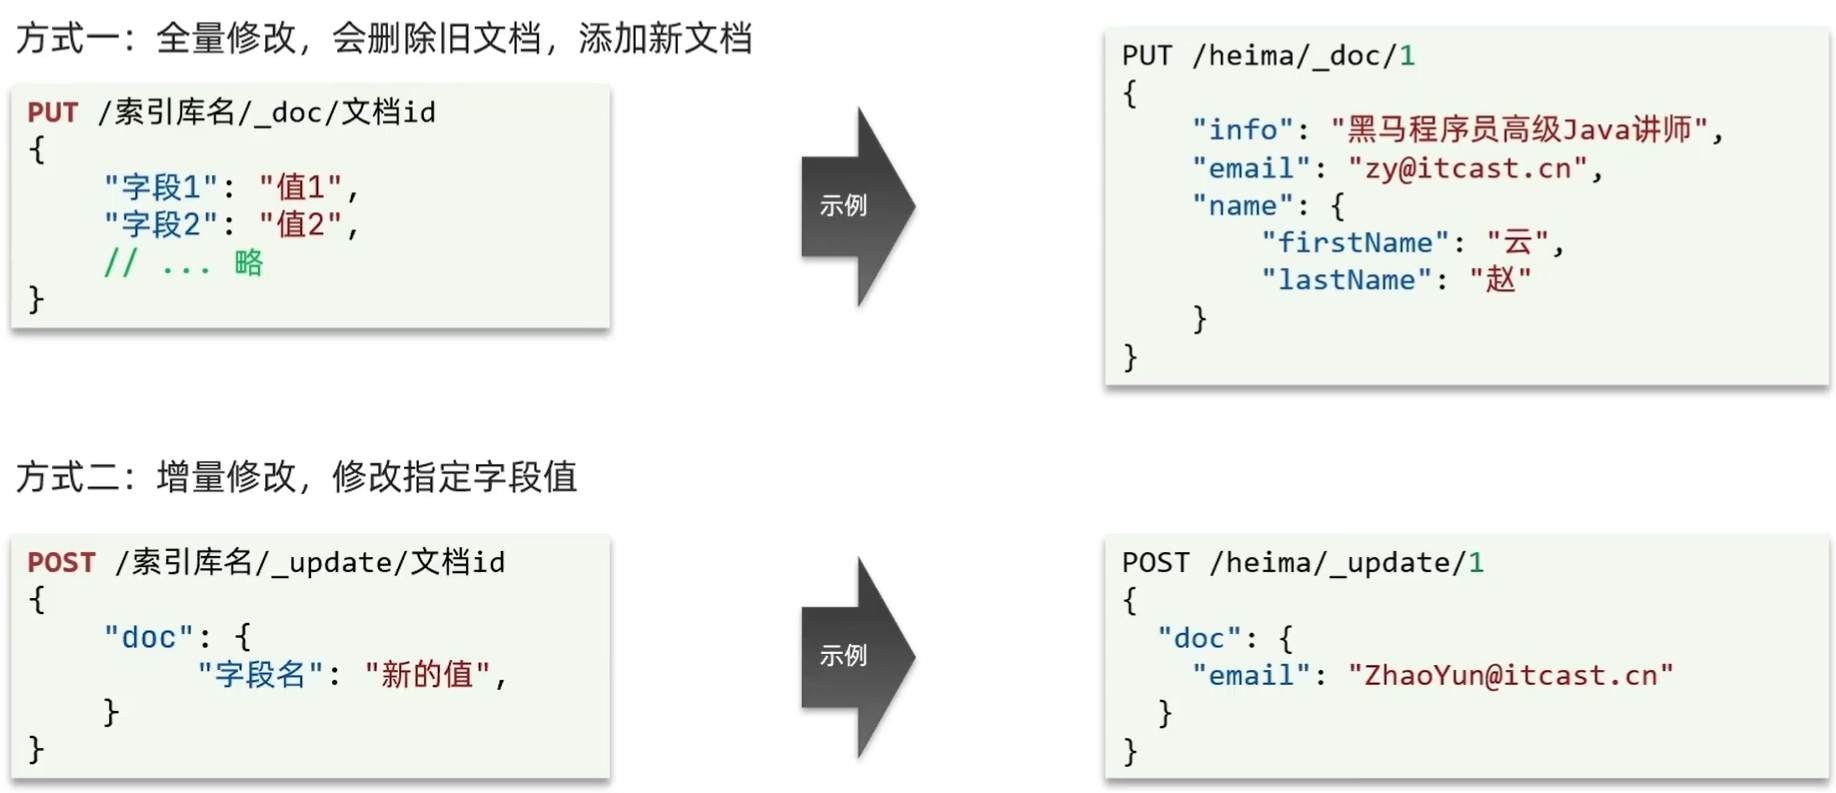 方式一：全量修改，会删除旧文档，添加新文档
PUT /索引库名/_doc/文档id
{
    "字段1": "值1",
    "字段2": "值2",
    // ... 略
}
示例
PUT /heima/_doc/1
{
    "info": "黑马程序员高级Java讲师",
    "email": "zy@itcast.cn",
    "name": {
        "firstName": "云",
        "lastName": "赵"
    }
}
方式二：增量修改，修改指定字段值
POST /索引库名/_update/文档id
{
    "doc": {
         "字段名": "新的值",
    }
}
示例
POST /heima/_update/1
{
  "doc": {
    "email": "ZhaoYun@itcast.cn"
  }
}